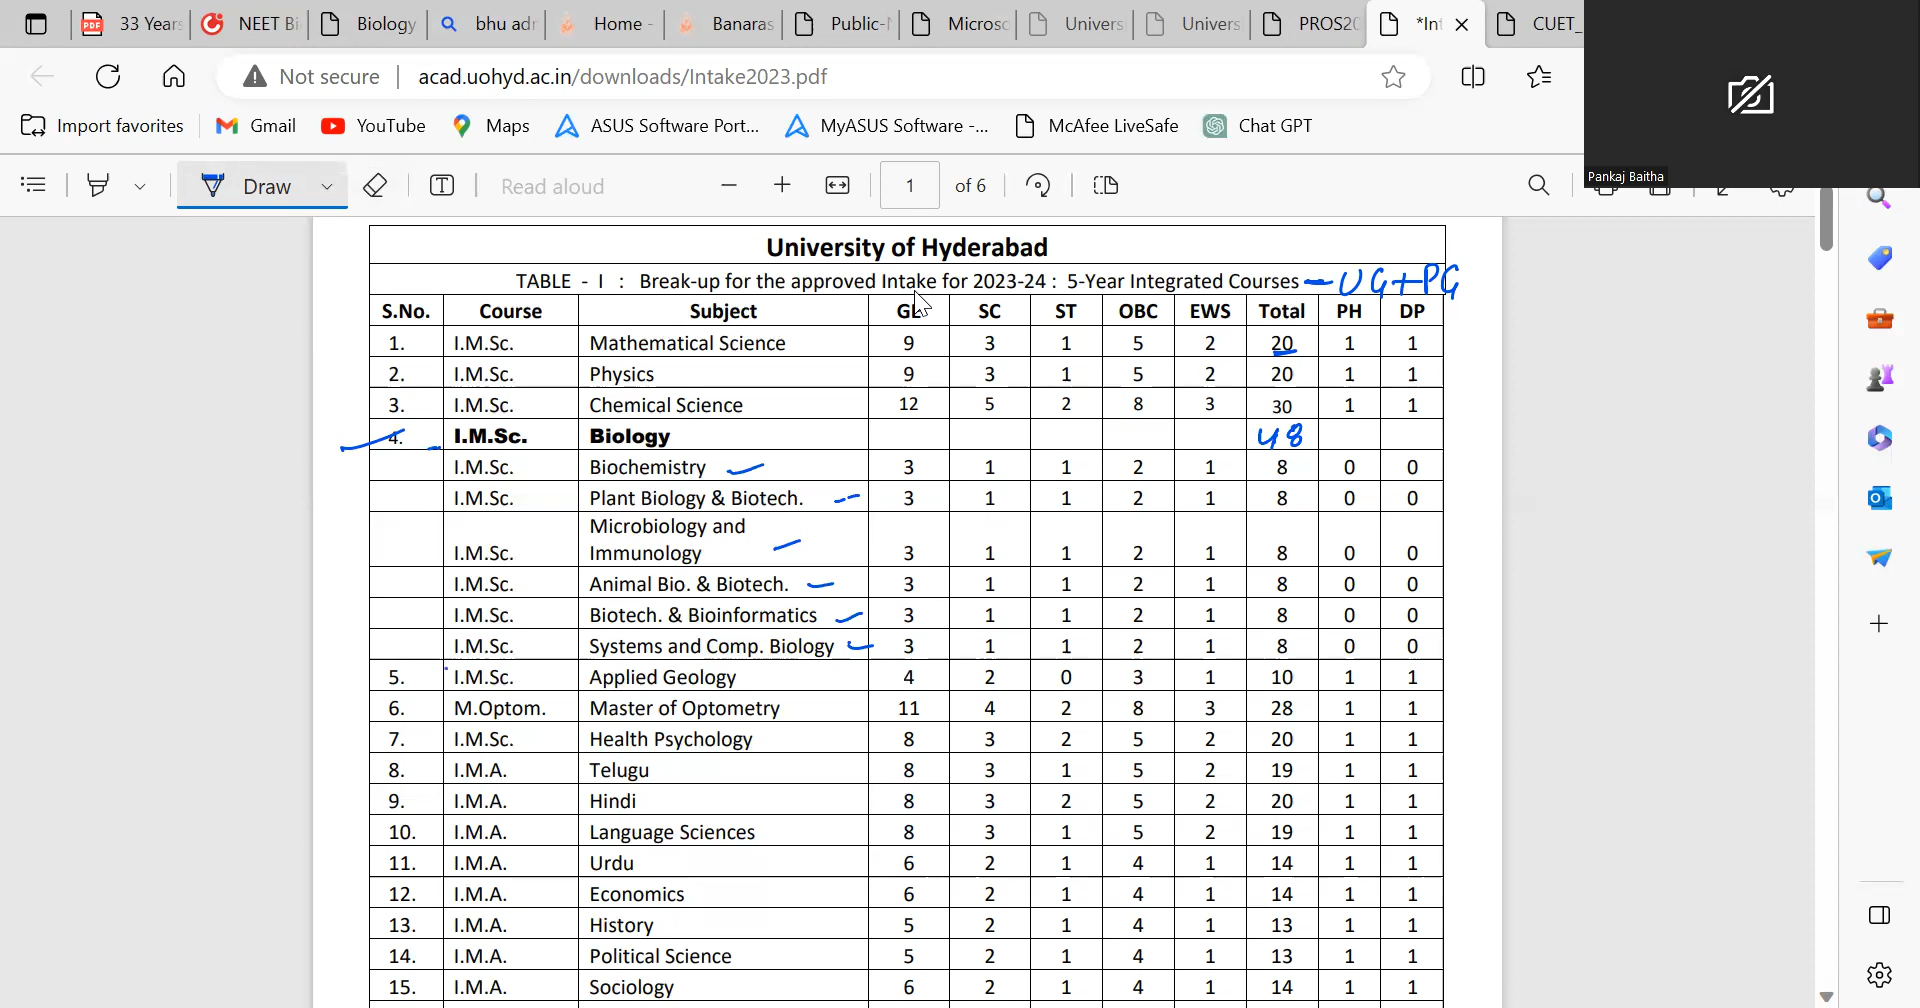 33 Years NEET Bi Biology bhu adr Home - Banaras Public-N Microsc Univers Univers PROS20 *Int CUET_
Not secure | acad.uohyd.ac.in/downloads/Intake2023.pdf
Import favorites Gmail YouTube Maps ASUS Software Port... MyASUS Software -... McAfee LiveSafe Chat GPT
Pankaj Baitha
Draw Read aloud 1 of 6
University of Hyderabad
TABLE - I : Break-up for the approved Intake for 2023-24 : 5-Year Integrated Courses - UG+PG
S.No. Course Subject SC ST OBC EWS Total PH DP
1. I.M.Sc. Mathematical Science 9 3 1 5 2 20 1 1
2. I.M.Sc. Physics 9 3 1 5 2 20 1 1
3. I.M.Sc. Chemical Science 12 5 2 8 3 30 1 1
4. I.M.Sc. Biology 48
I.M.Sc. Biochemistry 3 1 1 2 1 8 0 0
I.M.Sc. Plant Biology & Biotech. 3 1 1 2 1 8 0 0
Microbiology and
I.M.Sc. Immunology 3 1 1 2 1 8 0 0
I.M.Sc. Animal Bio. & Biotech. 3 1 1 2 1 8 0 0
I.M.Sc. Biotech. & Bioinformatics 3 1 1 2 1 8 0 0
I.M.Sc. Systems and Comp. Biology 3 1 1 2 1 8 0 0
5. I.M.Sc. Applied Geology 4 2 0 3 1 10 1 1
6. M.Optom. Master of Optometry 11 4 2 8 3 28 1 1
7. I.M.Sc. Health Psychology 8 3 2 5 2 20 1 1
8. I.M.A. Telugu 8 3 1 5 2 19 1 1
9. I.M.A. Hindi 8 3 2 5 2 20 1 1
10. I.M.A. Language Sciences 8 3 1 5 2 19 1 1
11. I.M.A. Urdu 6 2 1 4 1 14 1 1
12. I.M.A. Economics 6 2 1 4 1 14 1 1
13. I.M.A. History 5 2 1 4 1 13 1 1
14. I.M.A. Political Science 5 2 1 4 1 13 1 1
15. I.M.A. Sociology 6 2 1 4 1 14 1 1